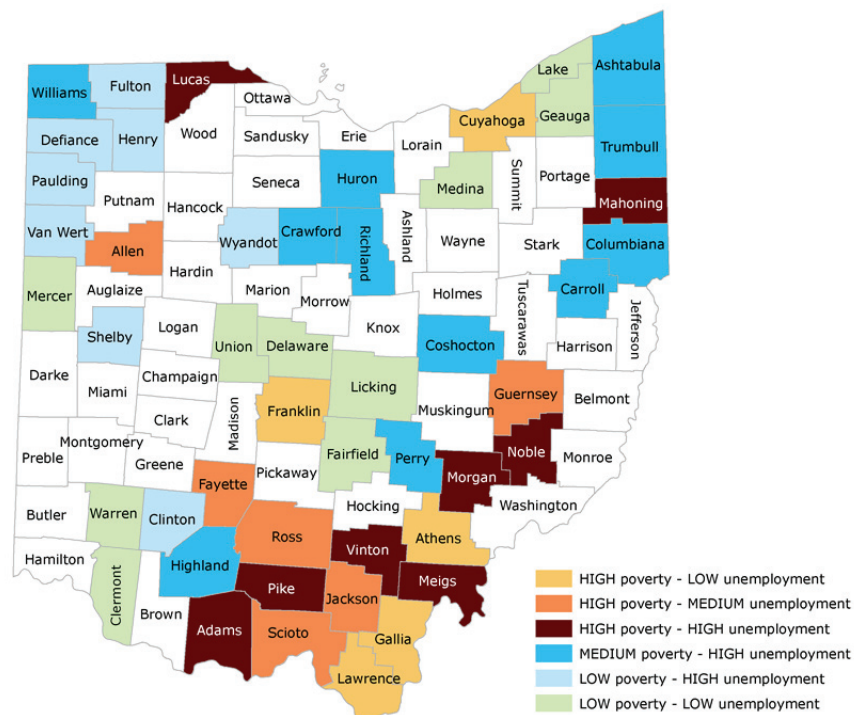 Lucas
Lake
Ashtabula
Williams
Fulton
Ottawa
Cuyahoga
Geauga
Defiance
Henry
Wood
Sandusky
Erie
Lorain
Trumbull
Paulding
Putnam
Hancock
Seneca
Huron
Medina
Summit
Portage
Mahoning
Van Wert
Allen
Wyandot
Crawford
Richland
Ashland
Wayne
Stark
Columbiana
Mercer
Auglaize
Hardin
Marion
Morrow
Holmes
Tuscarawas
Carroll
Jefferson
Shelby
Logan
Union
Delaware
Knox
Coshocton
Harrison
Darke
Miami
Champaign
Licking
Muskingum
Guernsey
Belmont
Clark
Madison
Franklin
Preble
Montgomery
Greene
Pickaway
Fairfield
Perry
Morgan
Noble
Monroe
Fayette
Butler
Warren
Clinton
Ross
Hocking
Athens
Washington
Hamilton
Clermont
Highland
Vinton
Meigs
Brown
Pike
Jackson
Adams
Scioto
Gallia
Lawrence
HIGH poverty - LOW unemployment
HIGH poverty - MEDIUM unemployment
HIGH poverty - HIGH unemployment
MEDIUM poverty - HIGH unemployment
LOW poverty - HIGH unemployment
LOW poverty - LOW unemployment